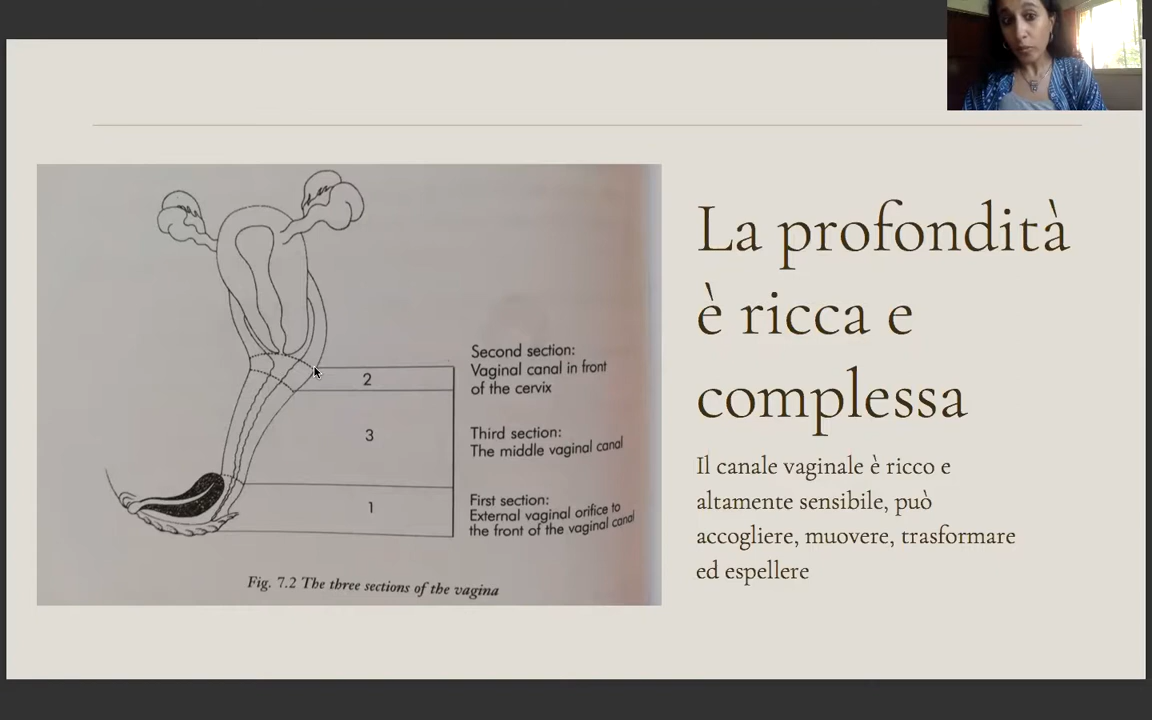 La profondità
è ricca e
complessa
Il canale vaginale è ricco e
altamente sensibile, può
accogliere, muovere, trasformare
ed espellere
Second section:
Vaginal canal in front
of the cervix
2
Third section:
The middle vaginal canal
3
First section:
External vaginal orifice to
the front of the vaginal canal
1
Fig. 7.2 The three sections of the vagina